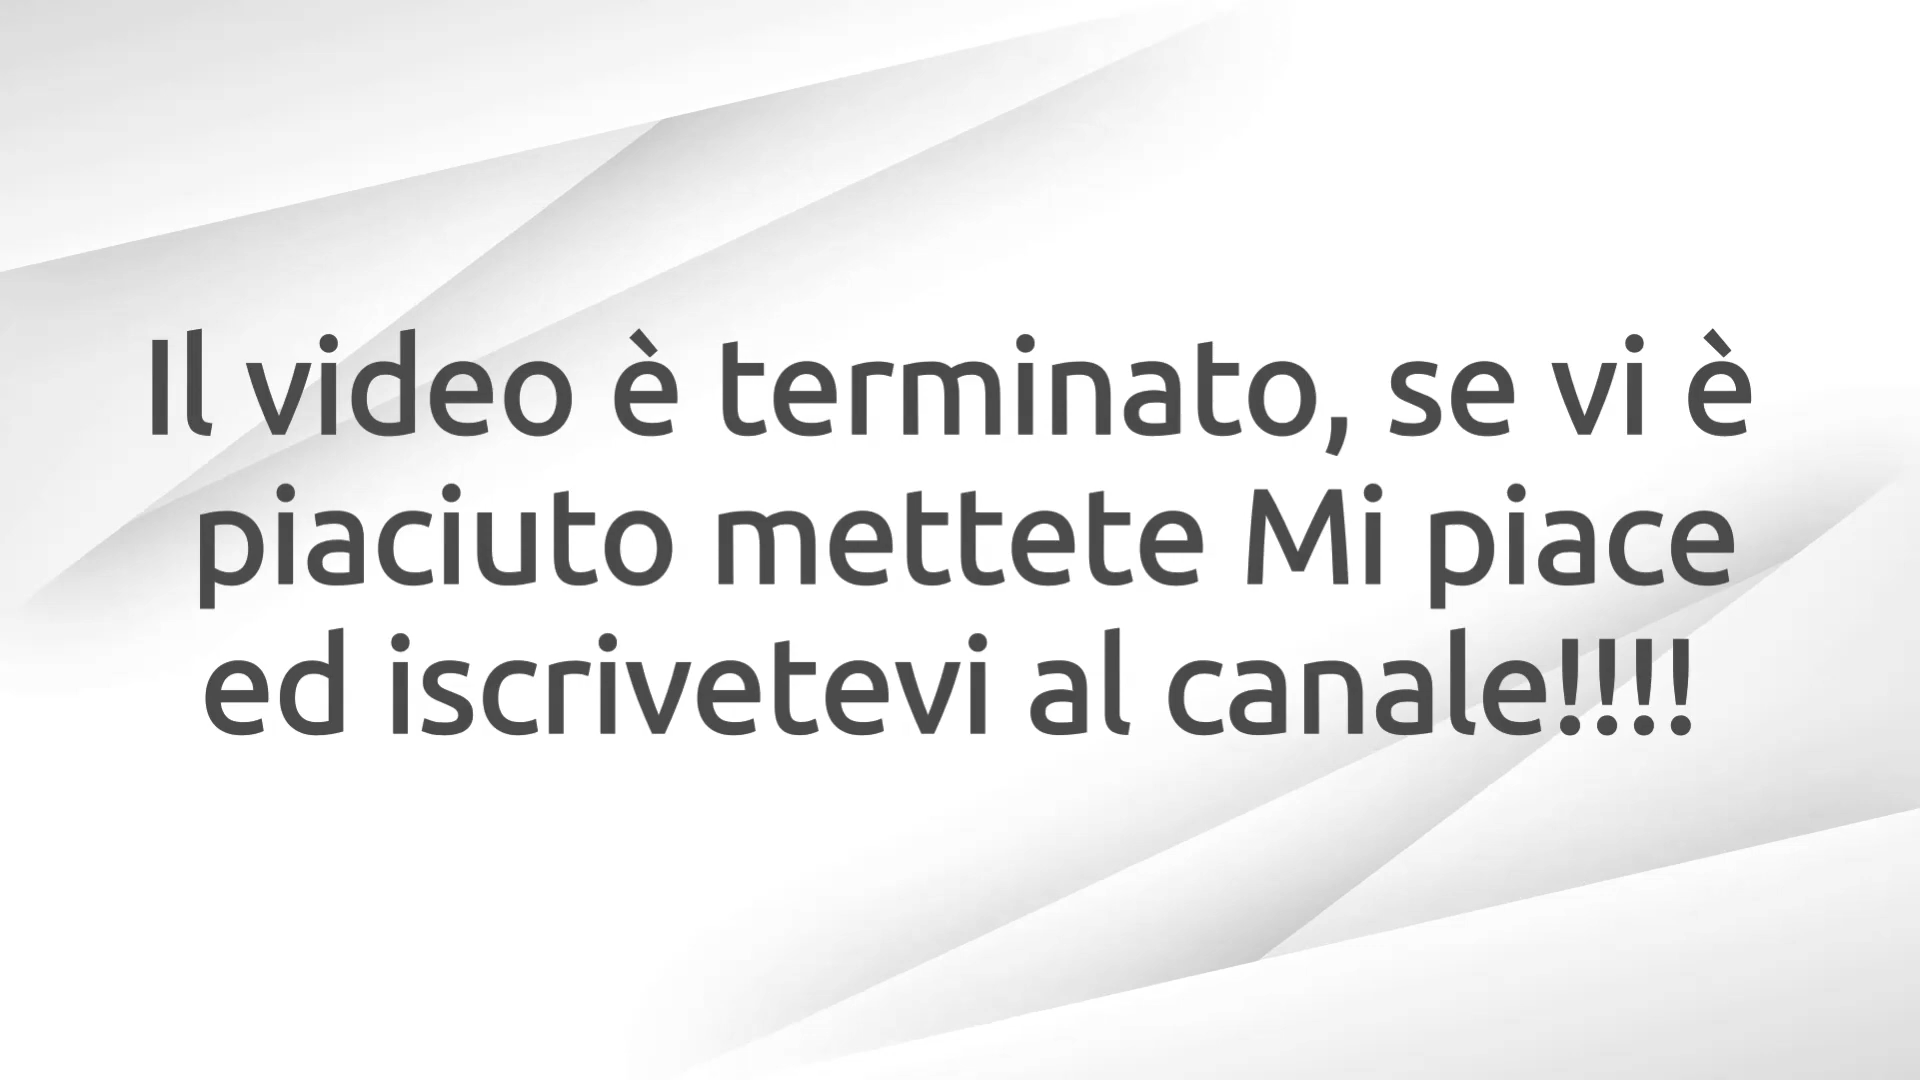 Il video è terminato, se vi è
piaciuto mettete Mi piace
ed iscrivetevi al canale!!!!